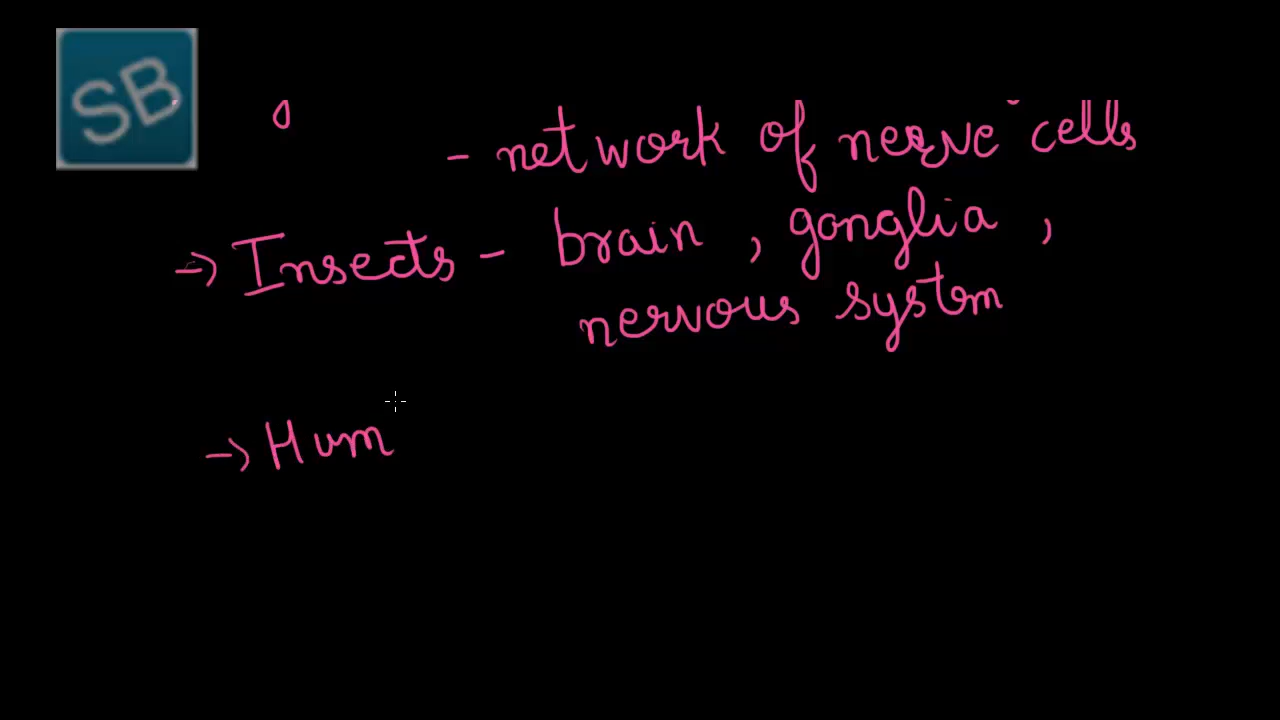 SB
- network of nerve cells
→ Insects - brain, ganglia,
nervous system
→ Hum